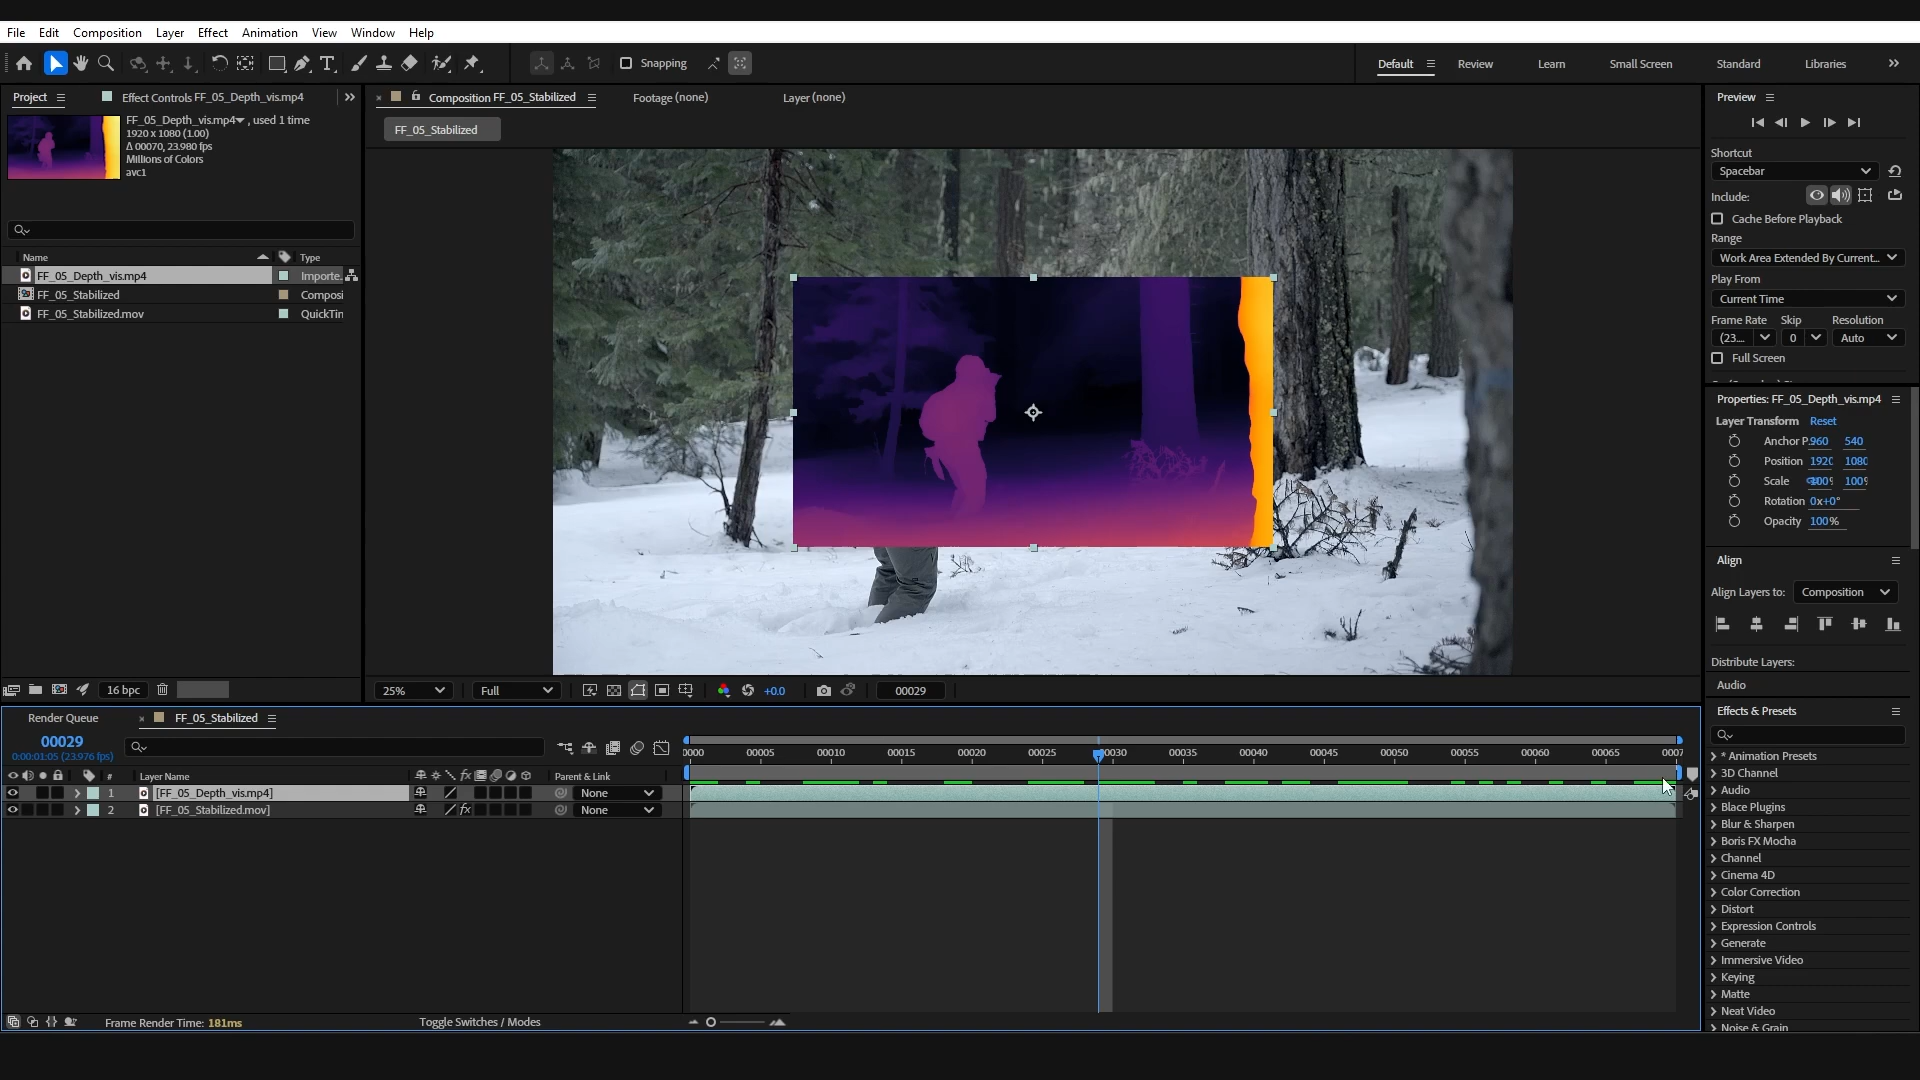 File Edit Composition Layer Effect Animation View Window Help
Snapping
Default Review Learn Small Screen Standard Libraries
Project Effect Controls FF_05_Depth_vis.mp4
Composition FF_05_Stabilized Footage (none) Layer (none)
FF_05_Stabilized
FF_05_Depth_vis.mp4 , used 1 time
1920 x 1080 (1.00)
Δ 00070, 23.980 fps
Millions of Colors
avc1
Name Type
FF_05_Depth_vis.mp4 Importe
FF_05_Stabilized Composi
FF_05_Stabilized.mov QuickTin
16 bpc
25% Full +0.0 00029
Preview
Shortcut
Spacebar
Include:
Cache Before Playback
Range
Work Area Extended By Current...
Play From
Current Time
Frame Rate Skip Resolution
(23.... 0 Auto
Full Screen
Properties: FF_05_Depth_vis.mp4
Layer Transform Reset
Anchor P. 960 540
Position 1920 1080
Scale 100% 100%
Rotation 0x+0°
Opacity 100%
Align
Align Layers to: Composition
Distribute Layers:
Audio
Effects & Presets
* Animation Presets
3D Channel
Audio
Blace Plugins
Blur & Sharpen
Boris FX Mocha
Channel
Cinema 4D
Color Correction
Distort
Expression Controls
Generate
Immersive Video
Keying
Matte
Neat Video
Noise & Grain
Render Queue FF_05_Stabilized
00029
0:00:01:05 (23.976 fps)
0000 00005 00010 00015 00020 00025 00030 00035 00040 00045 00050 00055 00060 00065 0007
# Layer Name fx Parent & Link
1 [FF_05_Depth_vis.mp4] None
2 [FF_05_Stabilized.mov] fx None
Frame Render Time: 181ms Toggle Switches / Modes